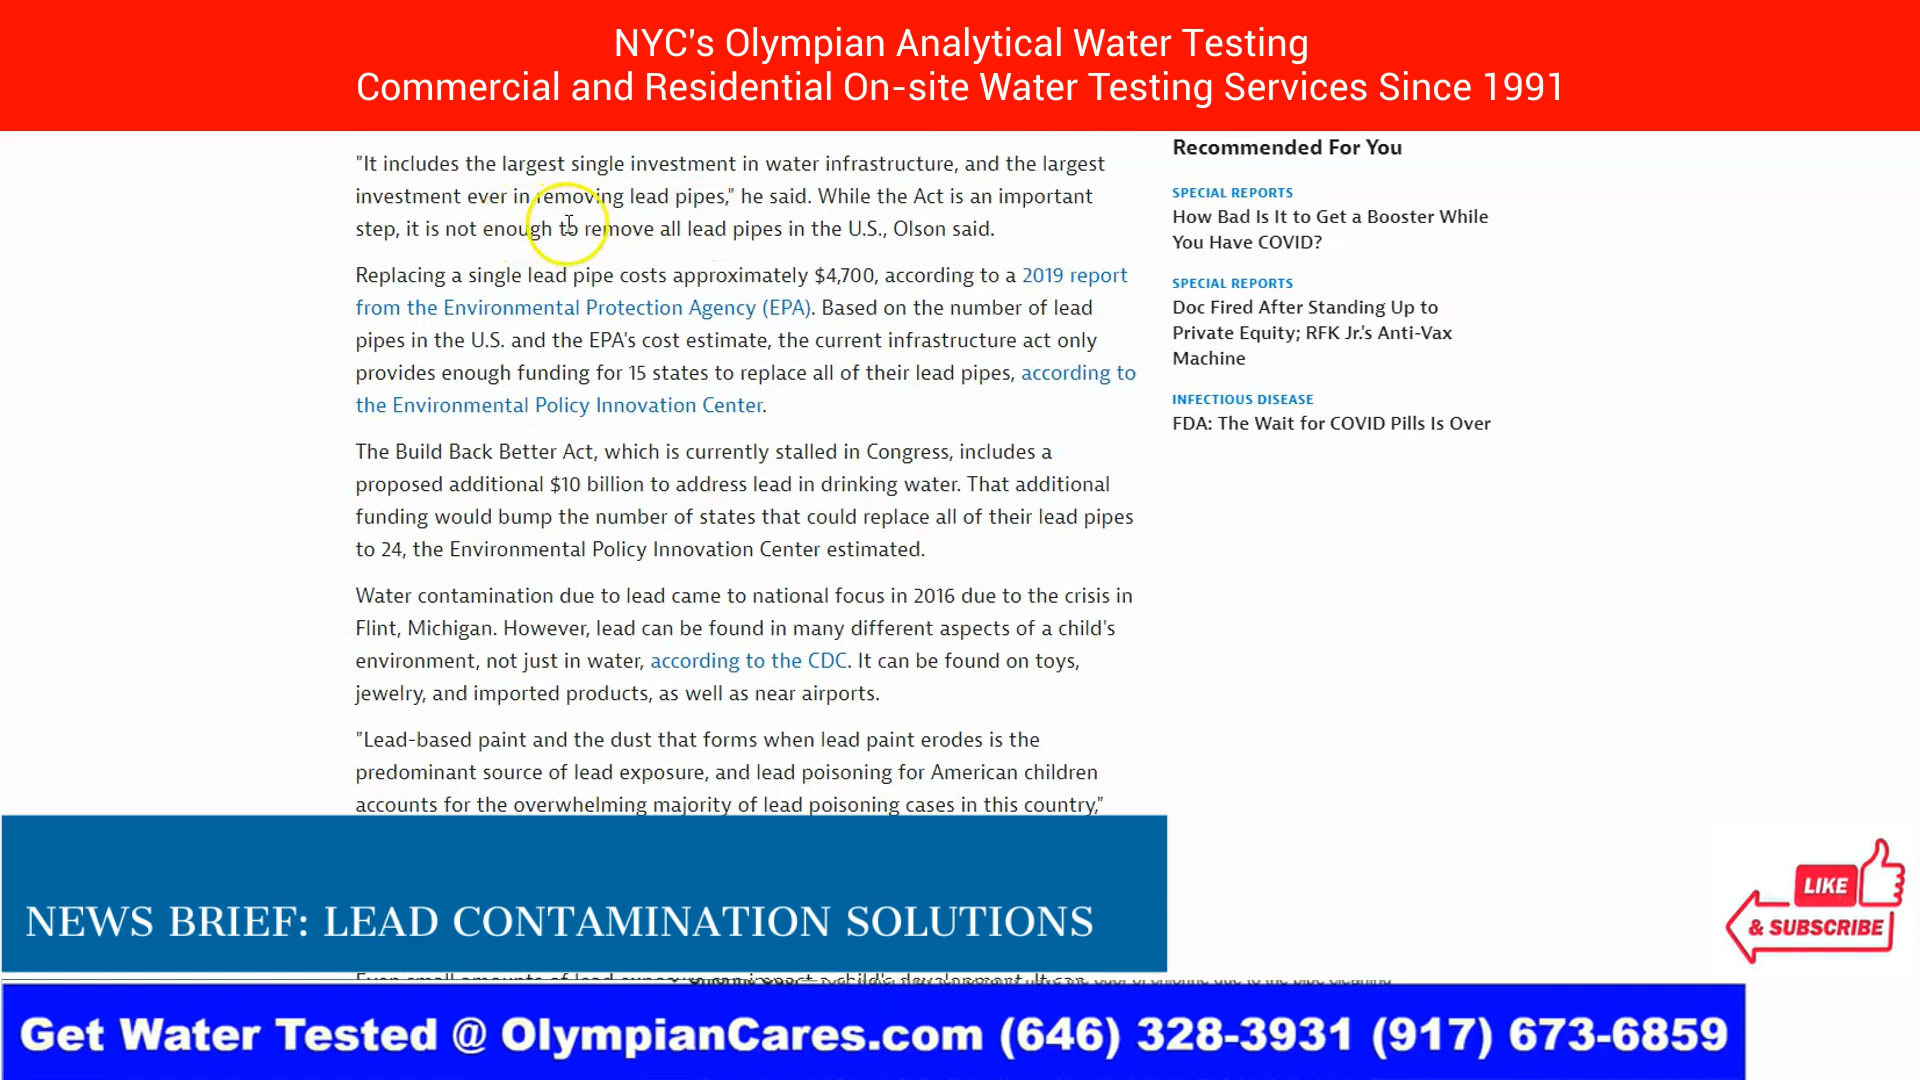 NYC's Olympian Analytical Water Testing
Commercial and Residential On-site Water Testing Services Since 1991
"It includes the largest single investment in water infrastructure, and the largest
investment ever in removing lead pipes," he said. While the Act is an important
step, it is not enough to remove all lead pipes in the U.S., Olson said.
Replacing a single lead pipe costs approximately $4,700, according to a 2019 report
from the Environmental Protection Agency (EPA). Based on the number of lead
pipes in the U.S. and the EPA's cost estimate, the current infrastructure act only
provides enough funding for 15 states to replace all of their lead pipes, according to
the Environmental Policy Innovation Center.
The Build Back Better Act, which is currently stalled in Congress, includes a
proposed additional $10 billion to address lead in drinking water. That additional
funding would bump the number of states that could replace all of their lead pipes
to 24, the Environmental Policy Innovation Center estimated.
Water contamination due to lead came to national focus in 2016 due to the crisis in
Flint, Michigan. However, lead can be found in many different aspects of a child's
environment, not just in water, according to the CDC. It can be found on toys,
jewelry, and imported products, as well as near airports.
"Lead-based paint and the dust that forms when lead paint erodes is the
predominant source of lead exposure, and lead poisoning for American children
accounts for the overwhelming majority of lead poisoning cases in this country,"
Recommended For You
SPECIAL REPORTS
How Bad Is It to Get a Booster While
You Have COVID?
SPECIAL REPORTS
Doc Fired After Standing Up to
Private Equity; RFK Jr.'s Anti-Vax
Machine
INFECTIOUS DISEASE
FDA: The Wait for COVID Pills Is Over
NEWS BRIEF: LEAD CONTAMINATION SOLUTIONS
LIKE
& SUBSCRIBE
Even small amounts of lead exposure can impact a child's development. It can
Get Water Tested @ OlympianCares.com (646) 328-3931 (917) 673-6859